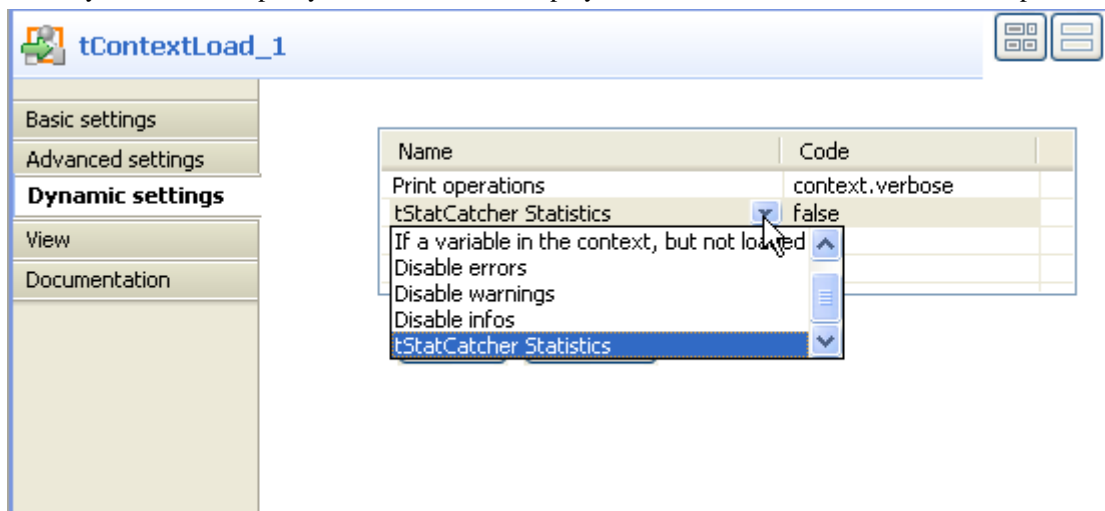 tContextLoad_1
Basic settings
Advanced settings
Dynamic settings
View
Documentation
Name Code
Print operations context.verbose
tStatCatcher Statistics false
If a variable in the context, but not loaded
Disable errors
Disable warnings
Disable infos
tStatCatcher Statistics